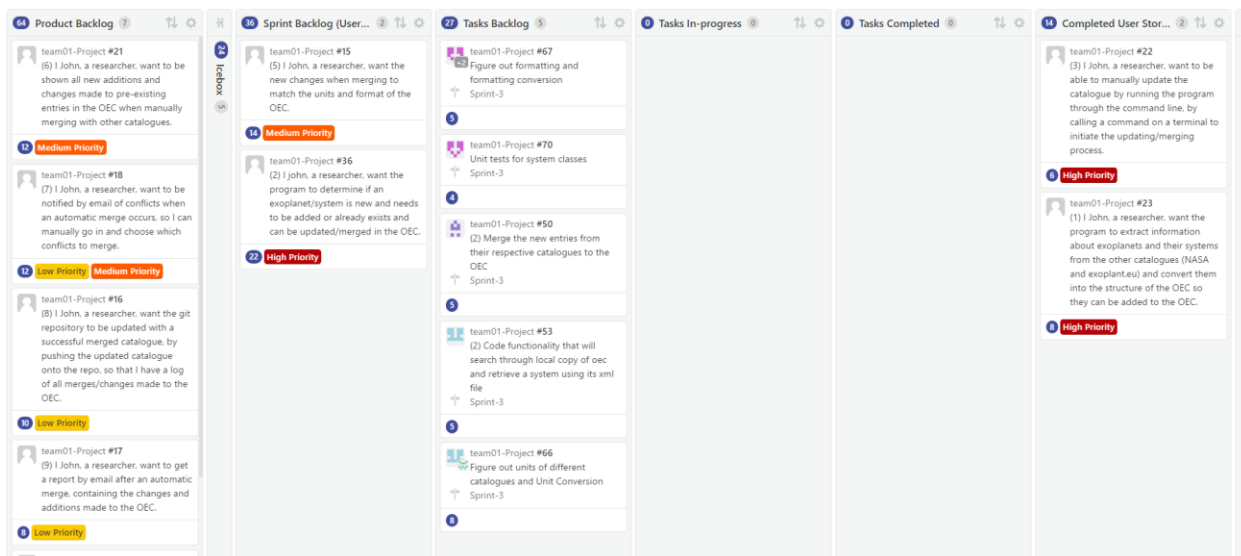 64 Product Backlog 7
team01-Project #21
(6) I John, a researcher, want to be
shown all new additions and
changes made to pre-existing
entries in the OEC when manually
merging with other catalogues.
12 Medium Priority
team01-Project #18
(7) I John, a researcher, want to be
notified by email of conflicts when
an automatic merge occurs, so I can
manually go in and choose which
conflicts to merge.
12 Low Priority Medium Priority
team01-Project #16
(8) I John, a researcher, want the git
repository to be updated with a
successful merged catalogue, by
pushing the updated catalogue
onto the repo, so that I have a log
of all merges/changes made to the
OEC.
10 Low Priority
team01-Project #17
(9) I John, a researcher, want to get
a report by email after an automatic
merge, containing the changes and
additions made to the OEC.
8 Low Priority
24 Icebox 5
36 Sprint Backlog (User... 2
team01-Project #15
(5) I John, a researcher, want the
new changes when merging to
match the units and format of the
OEC.
14 Medium Priority
team01-Project #36
(2) I john, a researcher, want the
program to determine if an
exoplanet/system is new and needs
to be added or already exists and
can be updated/merged in the OEC.
22 High Priority
27 Tasks Backlog 5
team01-Project #67
+2
Figure out formatting and
formatting conversion
Sprint-3
5
team01-Project #70
Unit tests for system classes
Sprint-3
4
team01-Project #50
(2) Merge the new entries from
their respective catalogues to the
OEC
Sprint-3
5
team01-Project #53
(2) Code functionality that will
search through local copy of oec
and retrieve a system using its xml
file
Sprint-3
5
team01-Project #66
Figure out units of different
catalogues and Unit Conversion
Sprint-3
8
0 Tasks In-progress 0
0 Tasks Completed 0
14 Completed User Stor... 2
team01-Project #22
(3) I John, a researcher, want to be
able to manually update the
catalogue by running the program
through the command line, by
calling a command on a terminal to
initiate the updating/merging
process.
6 High Priority
team01-Project #23
(1) I John, a researcher, want the
program to extract information
about exoplanets and their systems
from the other catalogues (NASA
and exoplant.eu) and convert them
into the structure of the OEC so
they can be added to the OEC.
8 High Priority